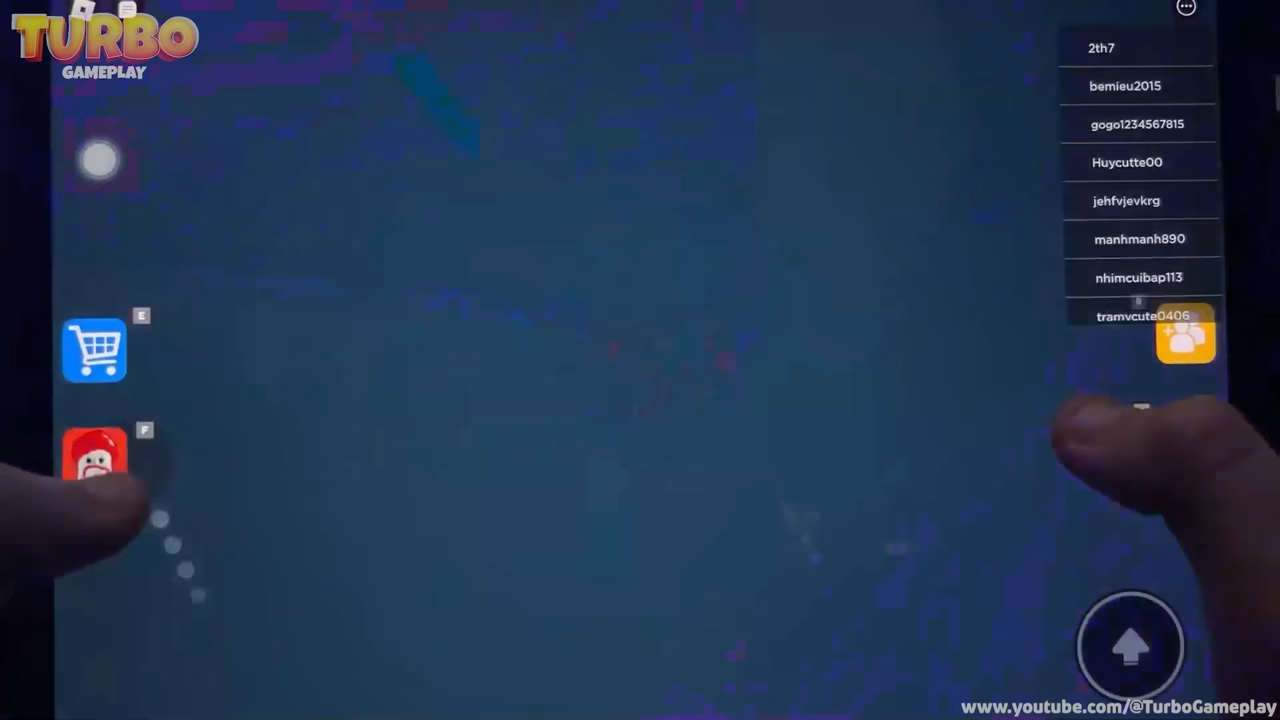 TURBO
GAMEPLAY
2th7
bemieu2015
gogo1234567815
Huycutte00
jehfvjevkrg
manhmanh890
nhimcuibap113
B
tramvcute0406
E
F
www.youtube.com/@TurboGameplay